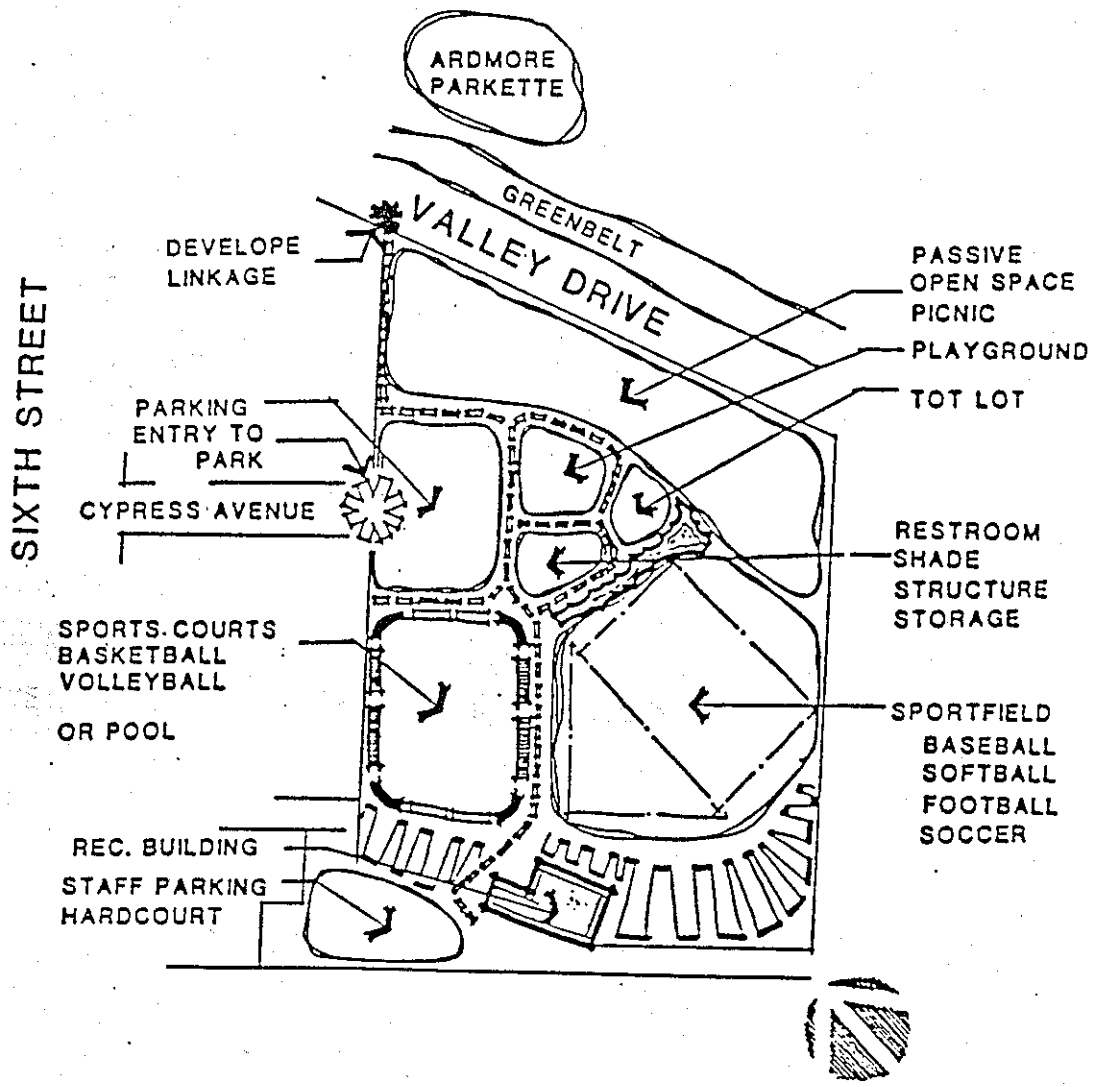 ARDMORE
PARKETTE
GREENBELT
VALLEY DRIVE
DEVELOPE
LINKAGE
PASSIVE
OPEN SPACE
PICNIC
PLAYGROUND
TOT LOT
SIXTH STREET
PARKING
ENTRY TO
PARK
CYPRESS AVENUE
RESTROOM
SHADE
STRUCTURE
STORAGE
SPORTS COURTS
BASKETBALL
VOLLEYBALL
OR POOL
SPORTFIELD
BASEBALL
SOFTBALL
FOOTBALL
SOCCER
REC. BUILDING
STAFF PARKING
HARDCOURT